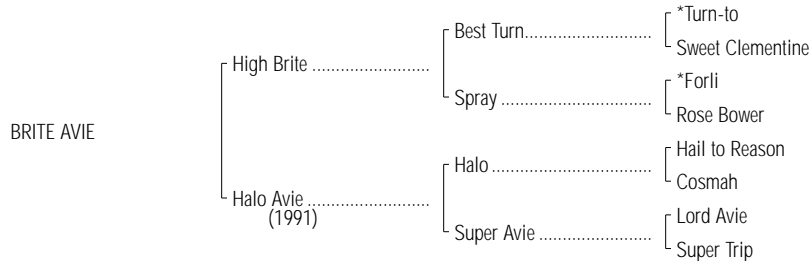 *Turn-to
Best Turn..............................
Sweet Clementine
High Brite ............................
*Forli
Spray ....................................
Rose Bower
BRITE AVIE
Hail to Reason
Halo ......................................
Cosmah
Halo Avie .............................
(1991)
Lord Avie
Super Avie ...........................
Super Trip